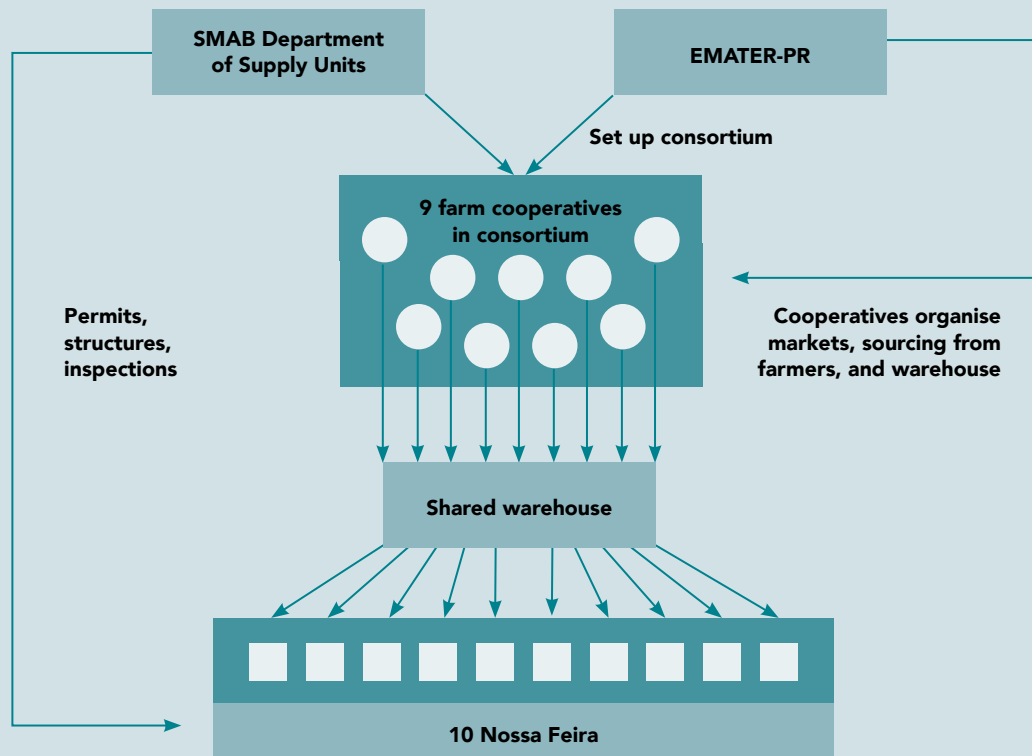 SMAB Department
of Supply Units
EMATER-PR
Set up consortium
9 farm cooperatives
in consortium
Permits,
structures,
inspections
Cooperatives organise
markets, sourcing from
farmers, and warehouse
Shared warehouse
10 Nossa Feira